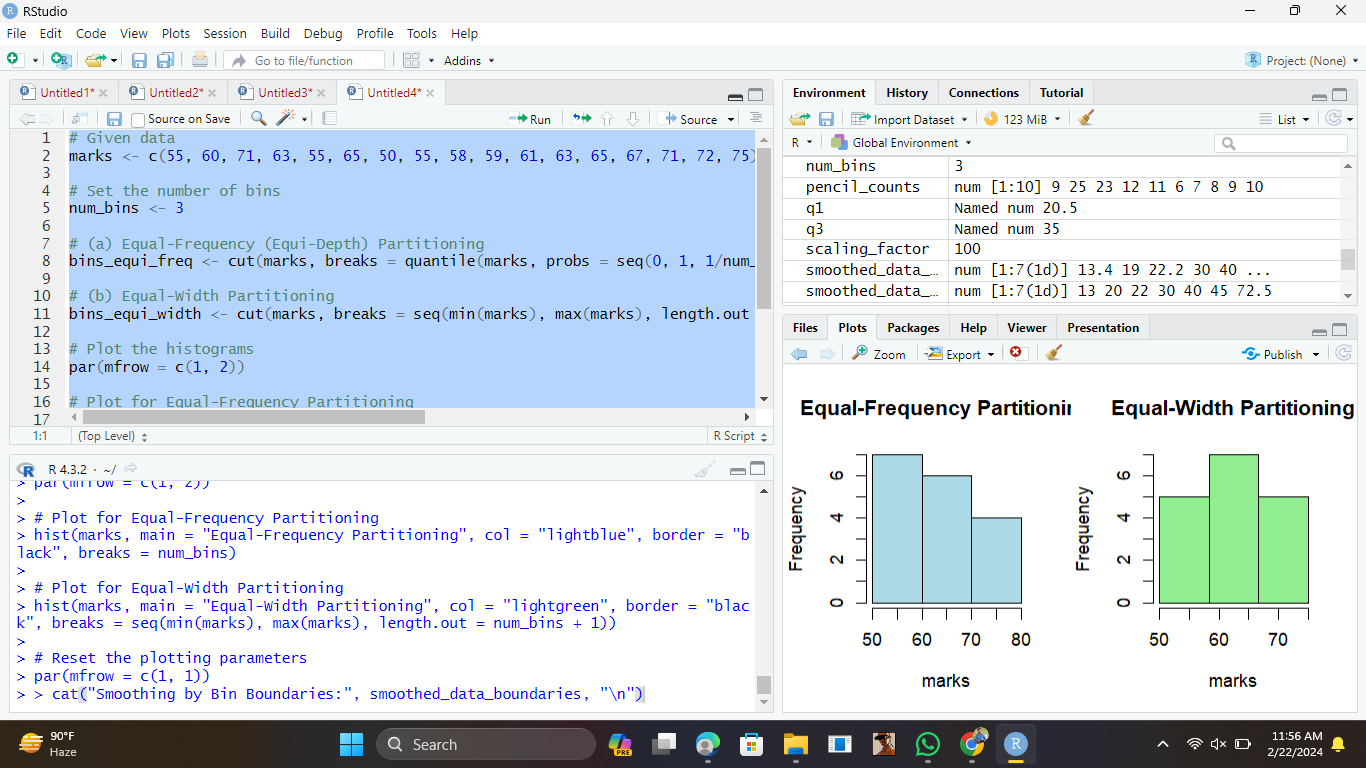 RStudio
File Edit Code View Plots Session Build Debug Profile Tools Help
Go to file/function Addins Project: (None)
Untitled1* Untitled2* Untitled3* Untitled4*
Source on Save Run Source
1 # Given data
2 marks <- c(55, 60, 71, 63, 55, 65, 50, 55, 58, 59, 61, 63, 65, 67, 71, 72, 75)
3
4 # Set the number of bins
5 num_bins <- 3
6
7 # (a) Equal-Frequency (Equi-Depth) Partitioning
8 bins_equi_freq <- cut(marks, breaks = quantile(marks, probs = seq(0, 1, 1/num_
9
10 # (b) Equal-Width Partitioning
11 bins_equi_width <- cut(marks, breaks = seq(min(marks), max(marks), length.out
12
13 # Plot the histograms
14 par(mfrow = c(1, 2))
15
16 # Plot for Equal-Frequency Partitioning
17
1:1 (Top Level) R Script
R 4.3.2 · ~/
> par(mfrow = c(1, 2))
>
> # Plot for Equal-Frequency Partitioning
> hist(marks, main = "Equal-Frequency Partitioning", col = "lightblue", border = "b
lack", breaks = num_bins)
>
> # Plot for Equal-Width Partitioning
> hist(marks, main = "Equal-Width Partitioning", col = "lightgreen", border = "blac
k", breaks = seq(min(marks), max(marks), length.out = num_bins + 1))
>
> # Reset the plotting parameters
> par(mfrow = c(1, 1))
> > cat("Smoothing by Bin Boundaries:", smoothed_data_boundaries, "\n")
Environment History Connections Tutorial
Import Dataset 123 MiB List
R Global Environment
num_bins 3
pencil_counts num [1:10] 9 25 23 12 11 6 7 8 9 10
q1 Named num 20.5
q3 Named num 35
scaling_factor 100
smoothed_data_… num [1:7(1d)] 13.4 19 22.2 30 40 ...
smoothed_data_… num [1:7(1d)] 13 20 22 30 40 45 72.5
Files Plots Packages Help Viewer Presentation
Zoom Export Publish
Equal-Frequency Partitionin
Frequency
0 2 4 6
50 60 70 80
marks
Equal-Width Partitioning
Frequency
0 2 4 6
50 60 70
marks
90°F
Haze
Search
PRE
11:56 AM
2/22/2024